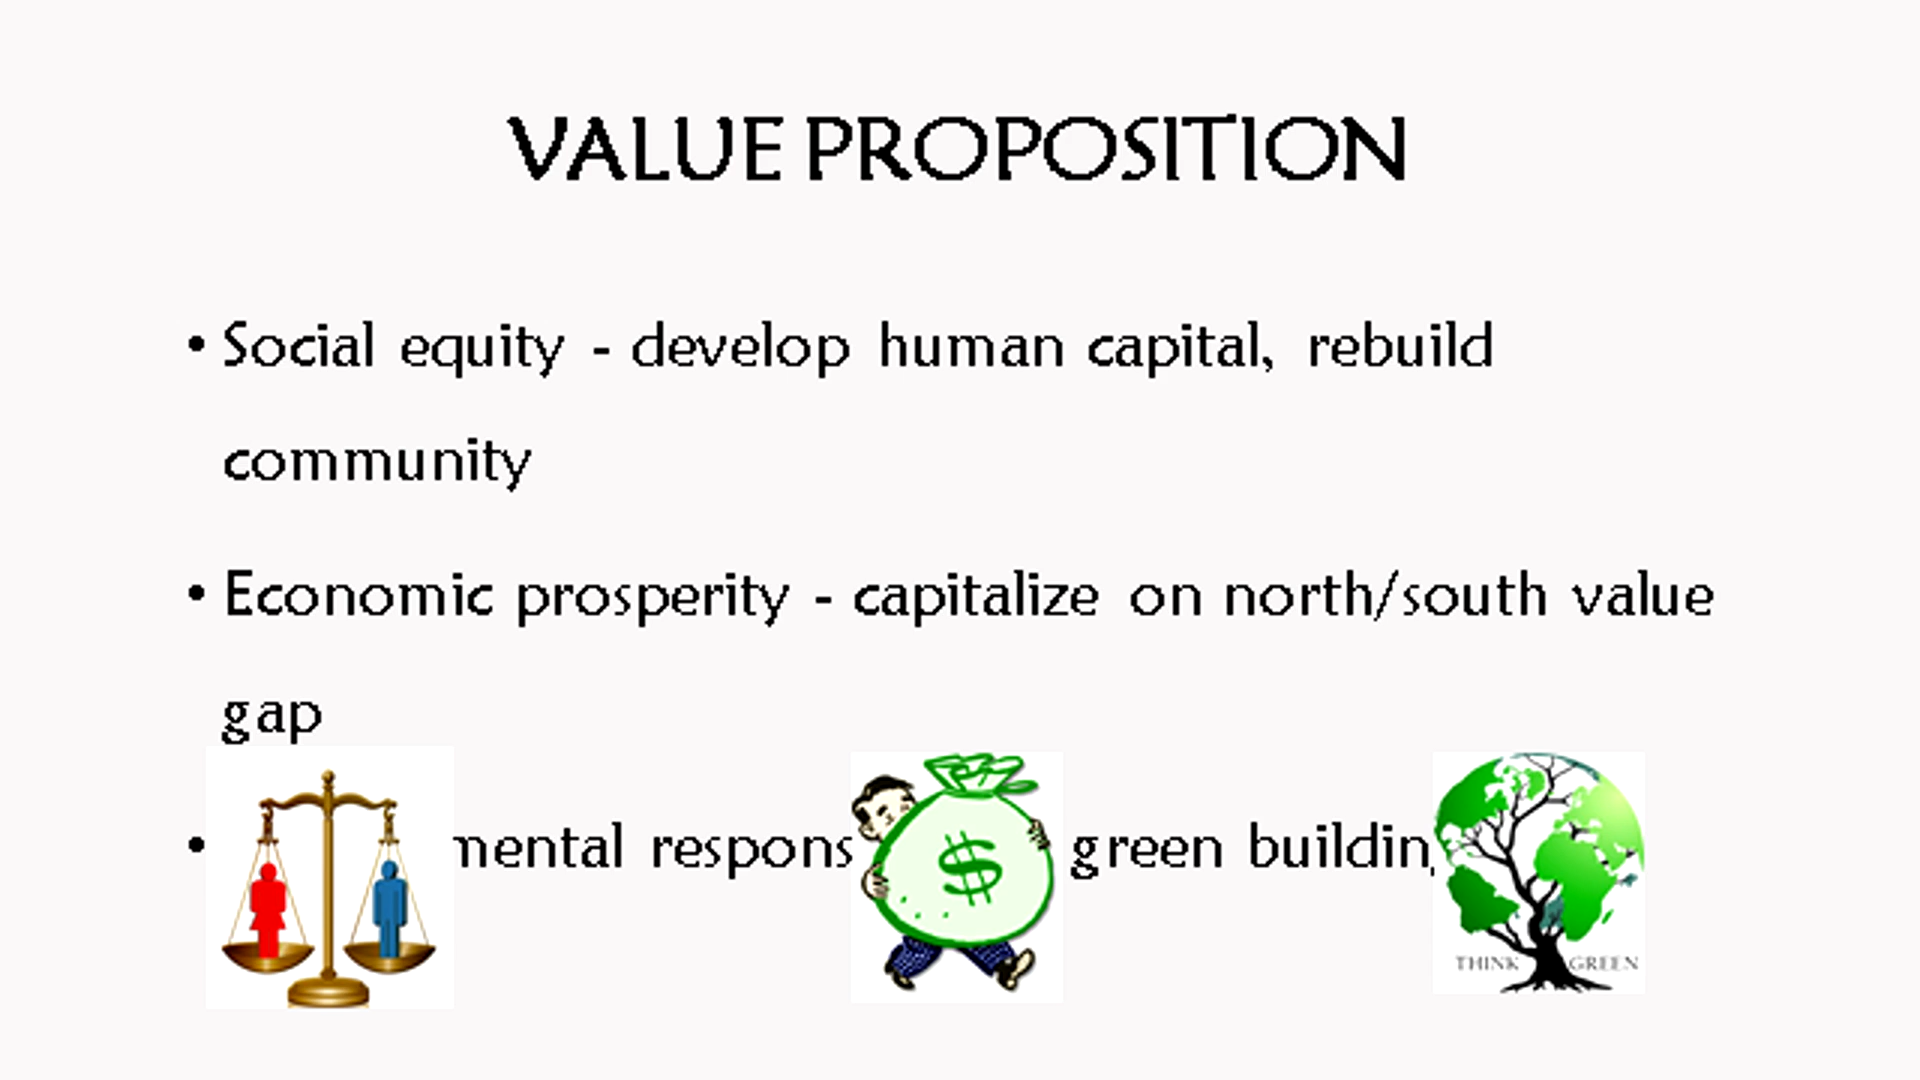 VALUE PROPOSITION
• Social equity - develop human capital, rebuild
community
• Economic prosperity - capitalize on north/south value
gap
• mental respons green buildin
$
THINK GREEN